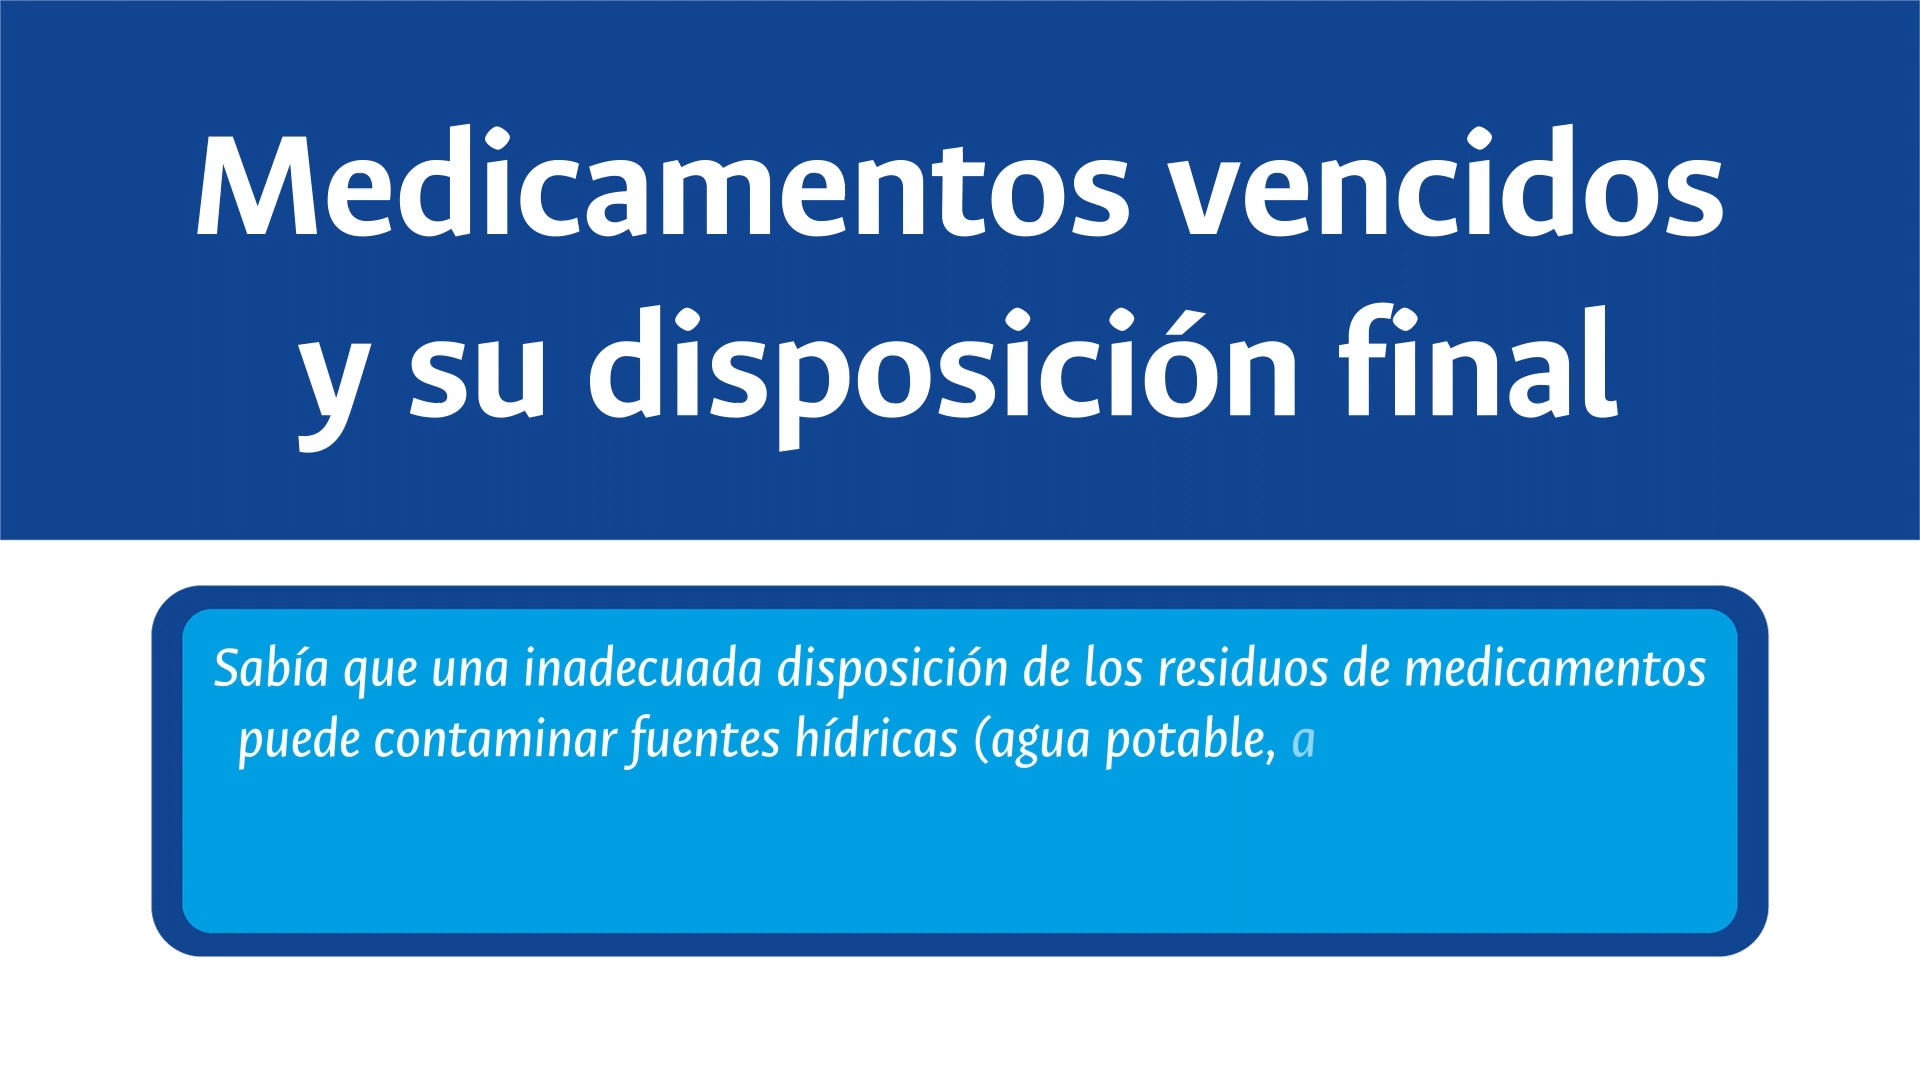 Medicamentos vencidos
y su disposición final
Sabía que una inadecuada disposición de los residuos de medicamentos
puede contaminar fuentes hídricas (agua potable, a